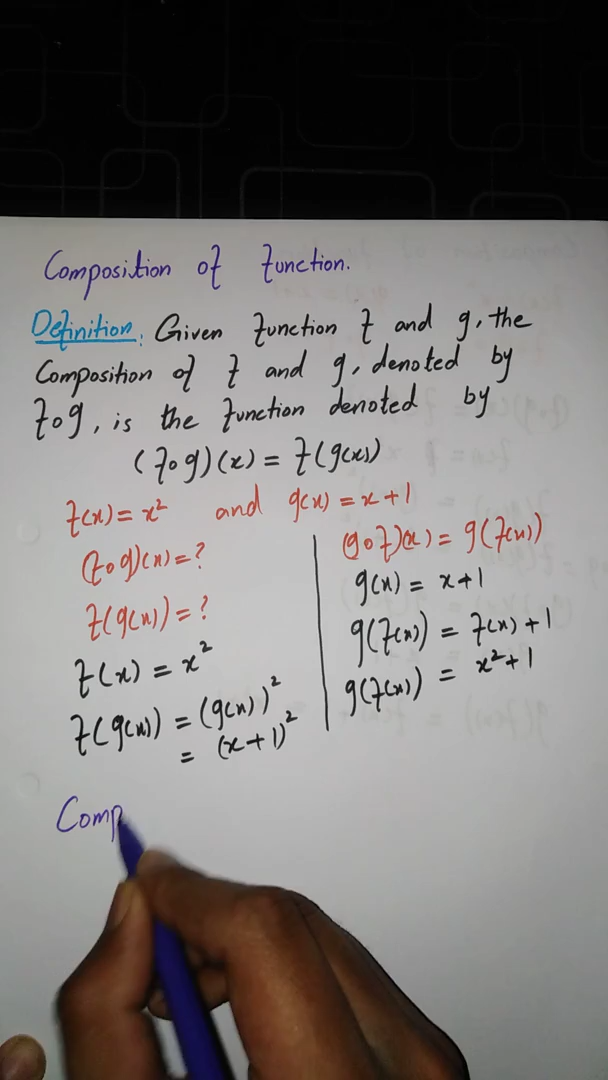 Composition of function.
Definition: Given function f and g, the
Composition of f and g, denoted by
fog, is the function denoted by
(fog)(x) = f(g(x))
f(x) = x² and g(x) = x+1
(fog)(x) = ?
f(g(x)) = ?
f(x) = x²
f(g(x)) = (g(x))²
= (x+1)²
(gof)(x) = g(f(x))
g(x) = x+1
g(f(x)) = f(x)+1
g(f(x)) = x²+1
Comp